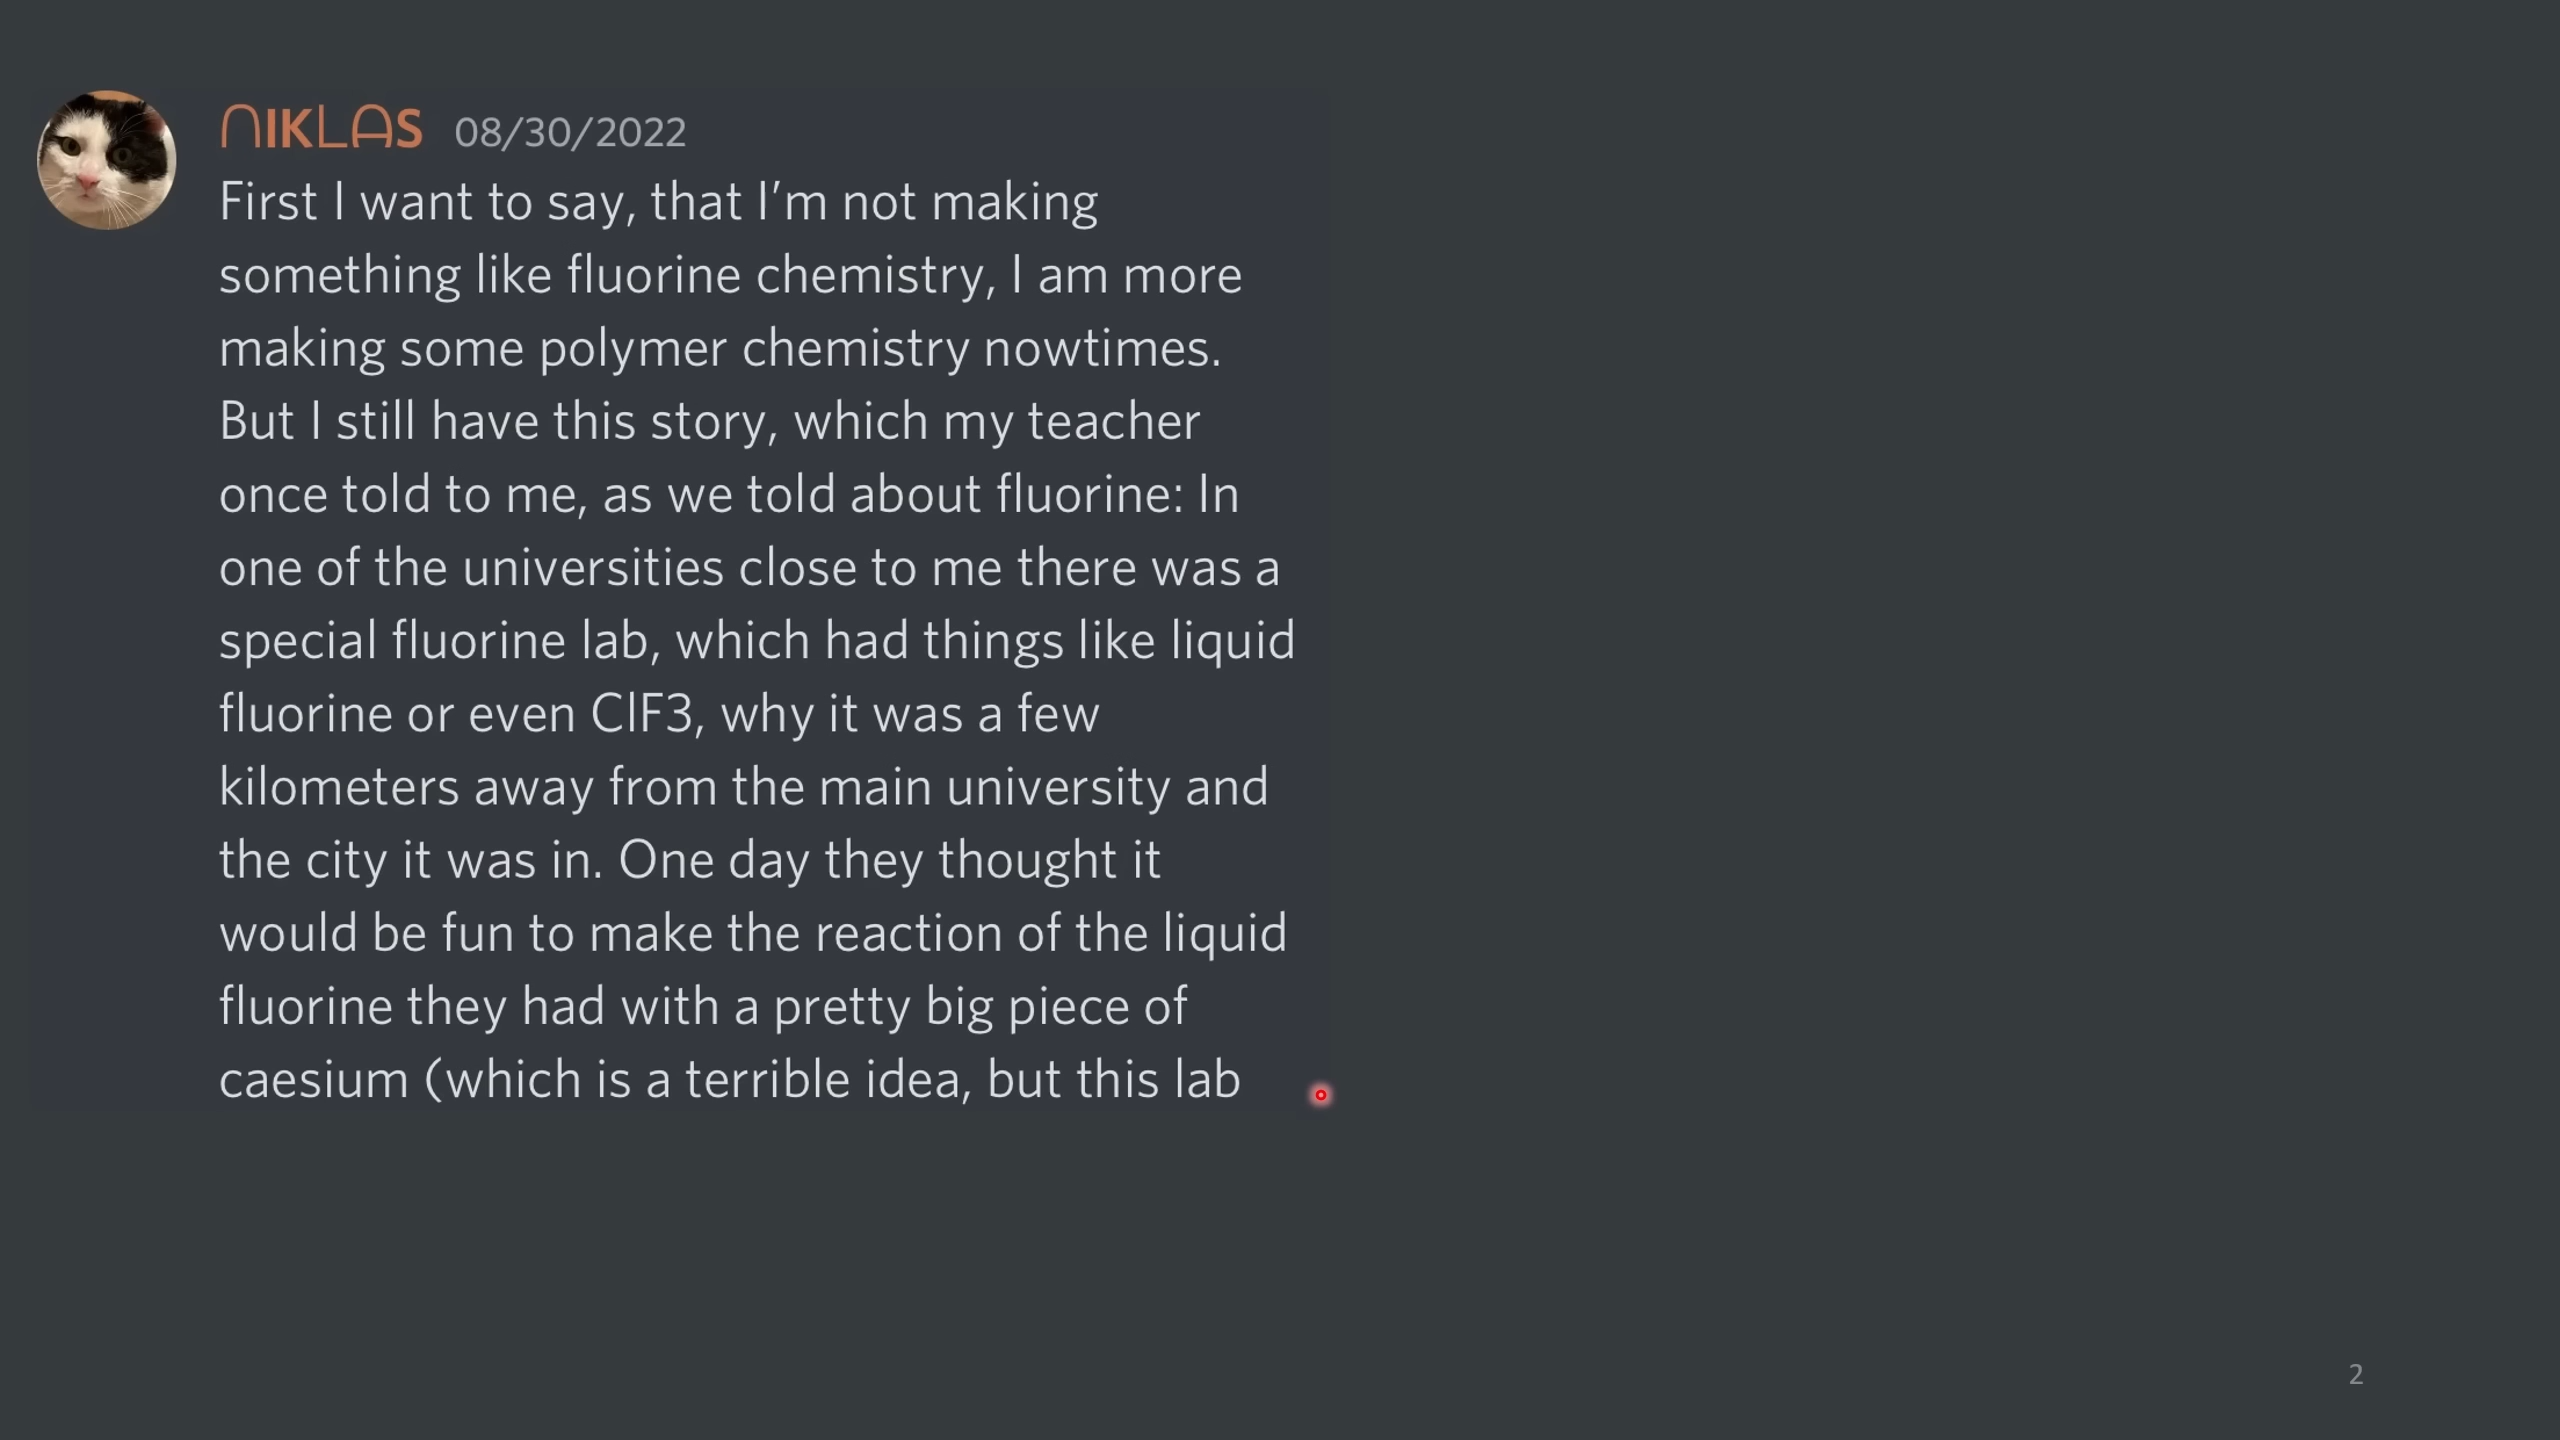 NIKLAS 08/30/2022
First I want to say, that I’m not making
something like fluorine chemistry, I am more
making some polymer chemistry nowtimes.
But I still have this story, which my teacher
once told to me, as we told about fluorine: In
one of the universities close to me there was a
special fluorine lab, which had things like liquid
fluorine or even ClF3, why it was a few
kilometers away from the main university and
the city it was in. One day they thought it
would be fun to make the reaction of the liquid
fluorine they had with a pretty big piece of
caesium (which is a terrible idea, but this lab
2